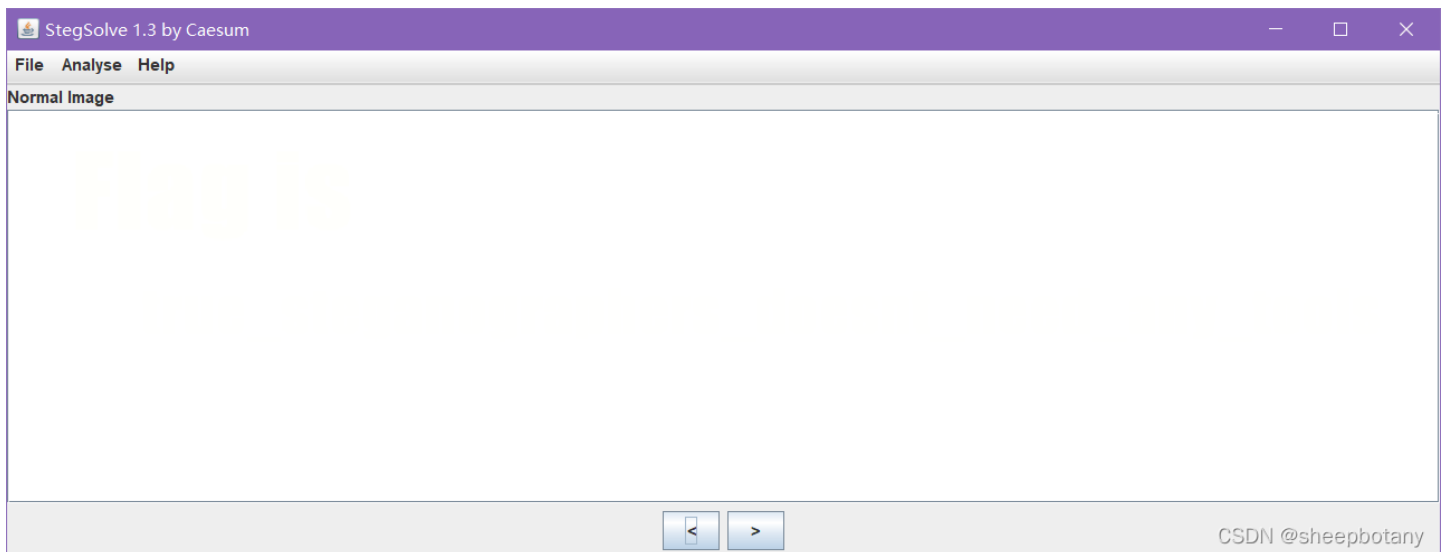 StegSolve 1.3 by Caesum
File Analyse Help
Normal Image
Flag is
< >
CSDN @sheepbotany